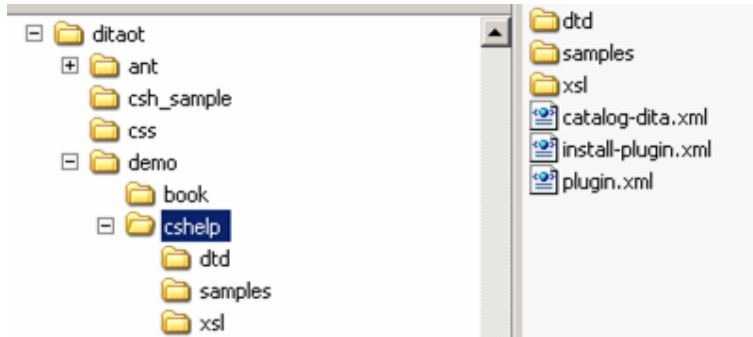 ditaot
ant
csh_sample
css
demo
book
cshelp
dtd
samples
xsl
dtd
samples
xsl
catalog-dita.xml
install-plugin.xml
plugin.xml